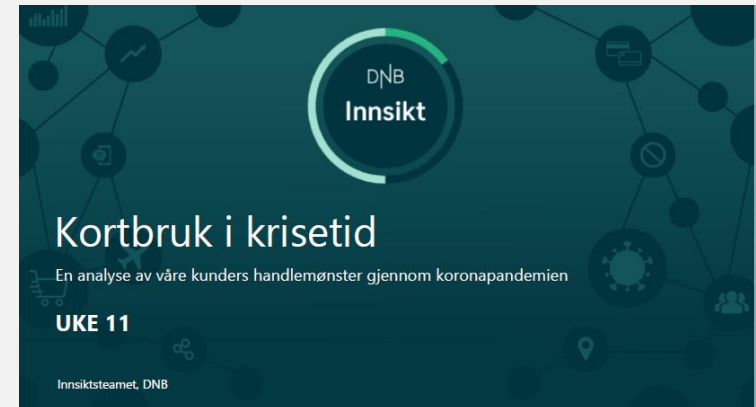 DNB
Innsikt
Kortbruk i krisetid
En analyse av våre kunders handlemønster gjennom koronapandemien
UKE 11
Innsiktsteamet, DNB